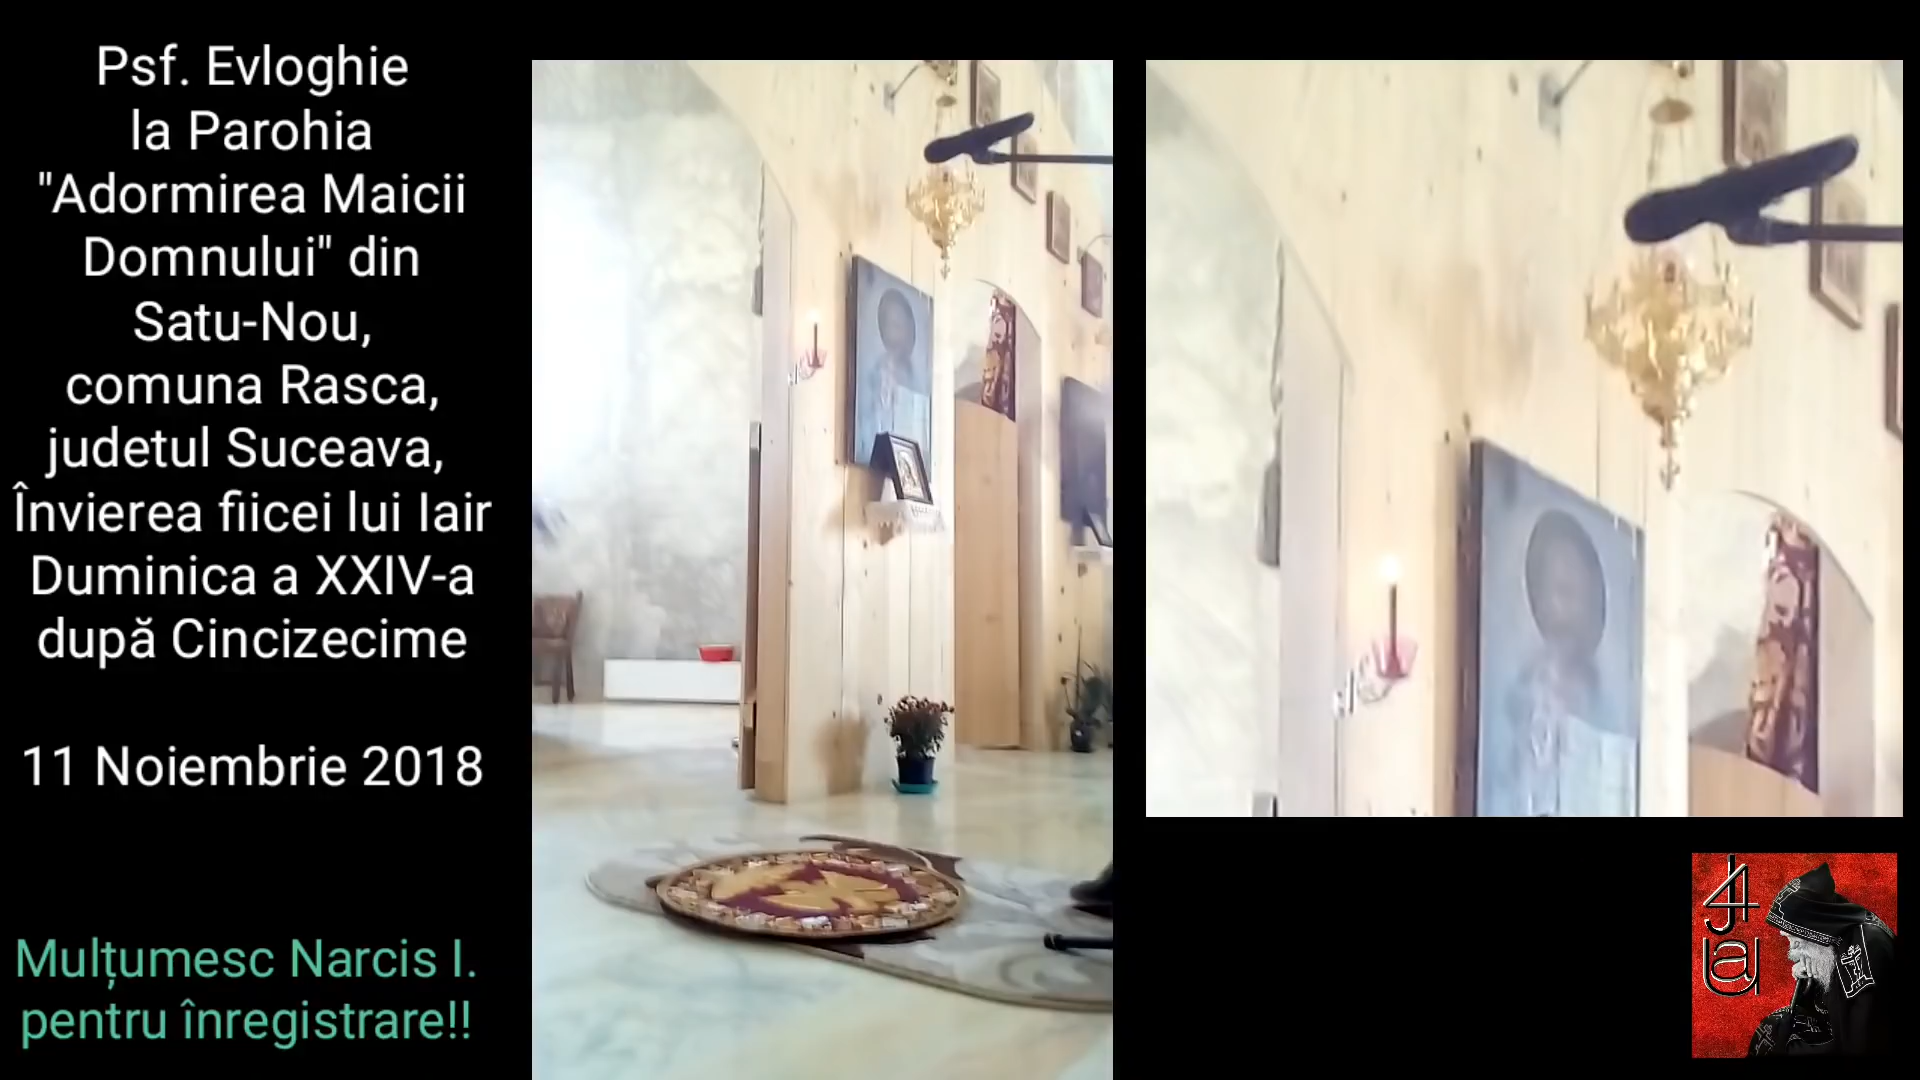 Psf. Evloghie
la Parohia
"Adormirea Maicii
Domnului" din
Satu-Nou,
comuna Rasca,
judetul Suceava,
Învierea fiicei lui Iair
Duminica a XXIV-a
după Cincizecime
11 Noiembrie 2018
Mulțumesc Narcis I.
pentru înregistrare!!